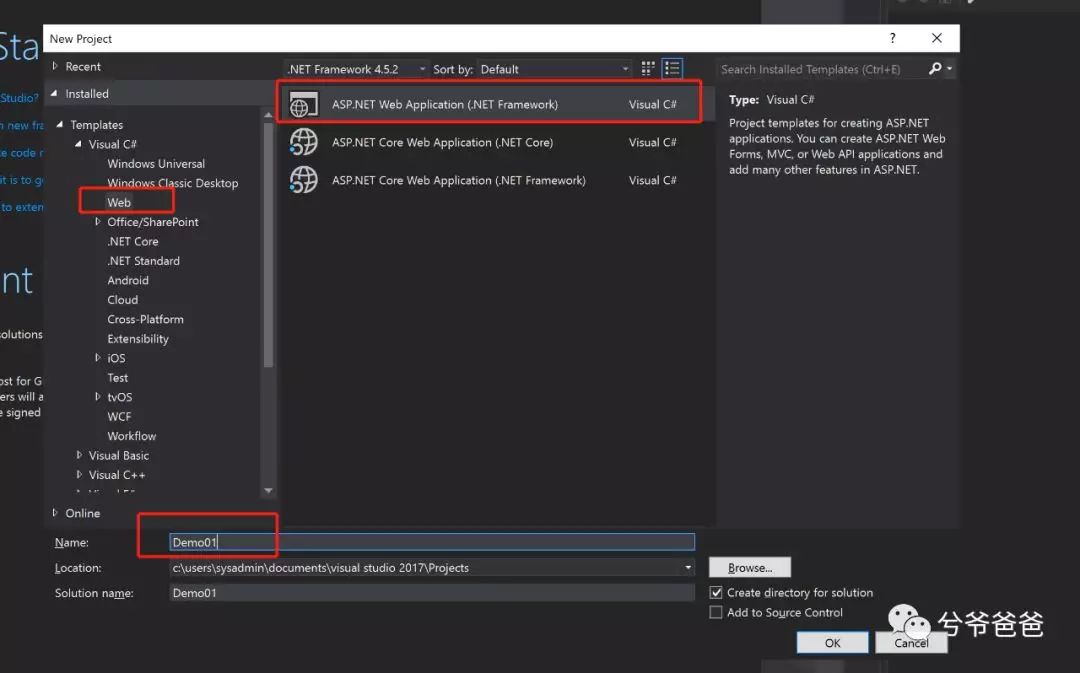 Sta
New Project
?
Recent
.NET Framework 4.5.2
Sort by:
Default
Search Installed Templates (Ctrl+E)
Installed
Studio?
new fra
te code
it is to g
to exten
nt
solutions
ost for G
ers will a
e signed
Templates
Visual C#
Windows Universal
Windows Classic Desktop
Web
Office/SharePoint
.NET Core
.NET Standard
Android
Cloud
Cross-Platform
Extensibility
iOS
Test
tvOS
WCF
Workflow
Visual Basic
Visual C++
Online
ASP.NET Web Application (.NET Framework) Visual C#
ASP.NET Core Web Application (.NET Core) Visual C#
ASP.NET Core Web Application (.NET Framework) Visual C#
Type: Visual C#
Project templates for creating ASP.NET
applications. You can create ASP.NET Web
Forms, MVC, or Web API applications and
add many other features in ASP.NET.
Name: Demo01
Location: c:\users\sysadmin\documents\visual studio 2017\Projects
Browse...
Solution name: Demo01
Create directory for solution
Add to Source Control
OK
Cancel
兮爷爸爸